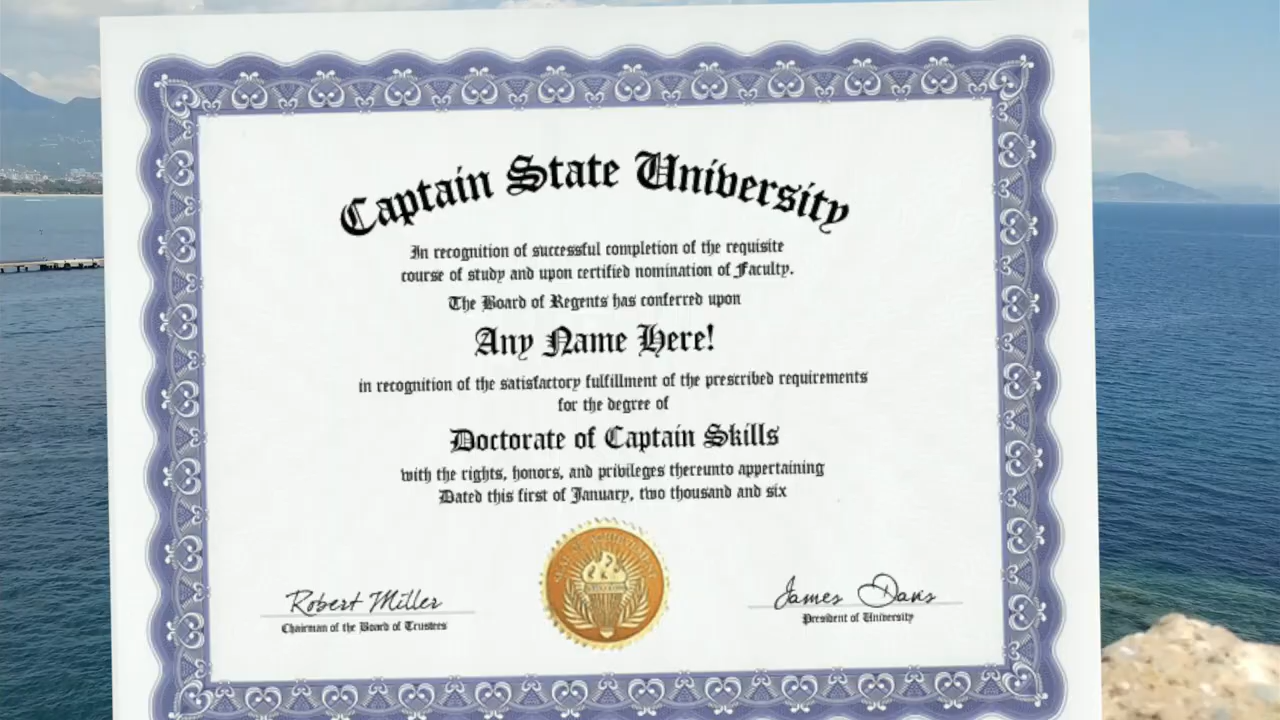 Captain State University
In recognition of successful completion of the requisite
course of study and upon certified nomination of Faculty.
The Board of Regents has conferred upon
Any Name Here!
in recognition of the satisfactory fulfillment of the prescribed requirements
for the degree of
Doctorate of Captain Skills
with the rights, honors, and privileges thereunto appertaining
Dated this first of January, two thousand and six
Robert Miller
Chairman of the Board of Trustees
James Davis
President of University